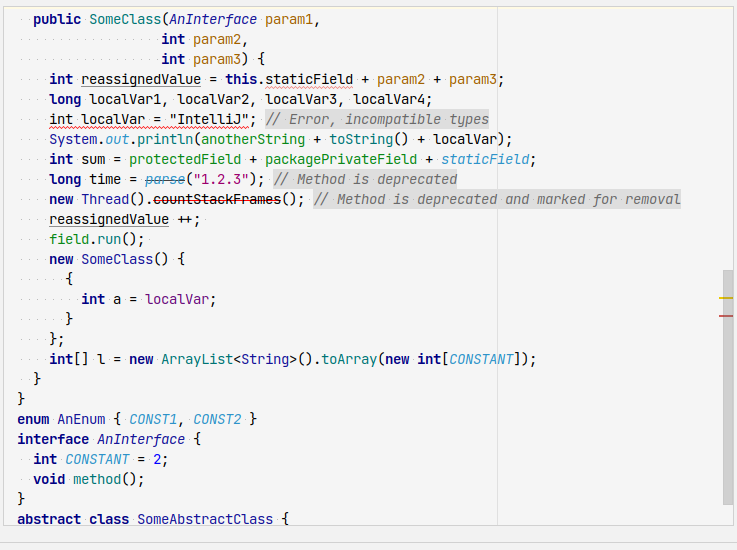 public SomeClass(AnInterface param1,
int param2,
int param3) {
int reassignedValue = this.staticField + param2 + param3;
long localVar1, localVar2, localVar3, localVar4;
int localVar = "IntelliJ"; // Error, incompatible types
System.out.println(anotherString + toString() + localVar);
int sum = protectedField + packagePrivateField + staticField;
long time = parse("1.2.3"); // Method is deprecated
new Thread().countStackFrames(); // Method is deprecated and marked for removal
reassignedValue ++;
field.run();
new SomeClass() {
{
int a = localVar;
}
};
int[] l = new ArrayList<String>().toArray(new int[CONSTANT]);
}
}
enum AnEnum { CONST1, CONST2 }
interface AnInterface {
int CONSTANT = 2;
void method();
}
abstract class SomeAbstractClass {